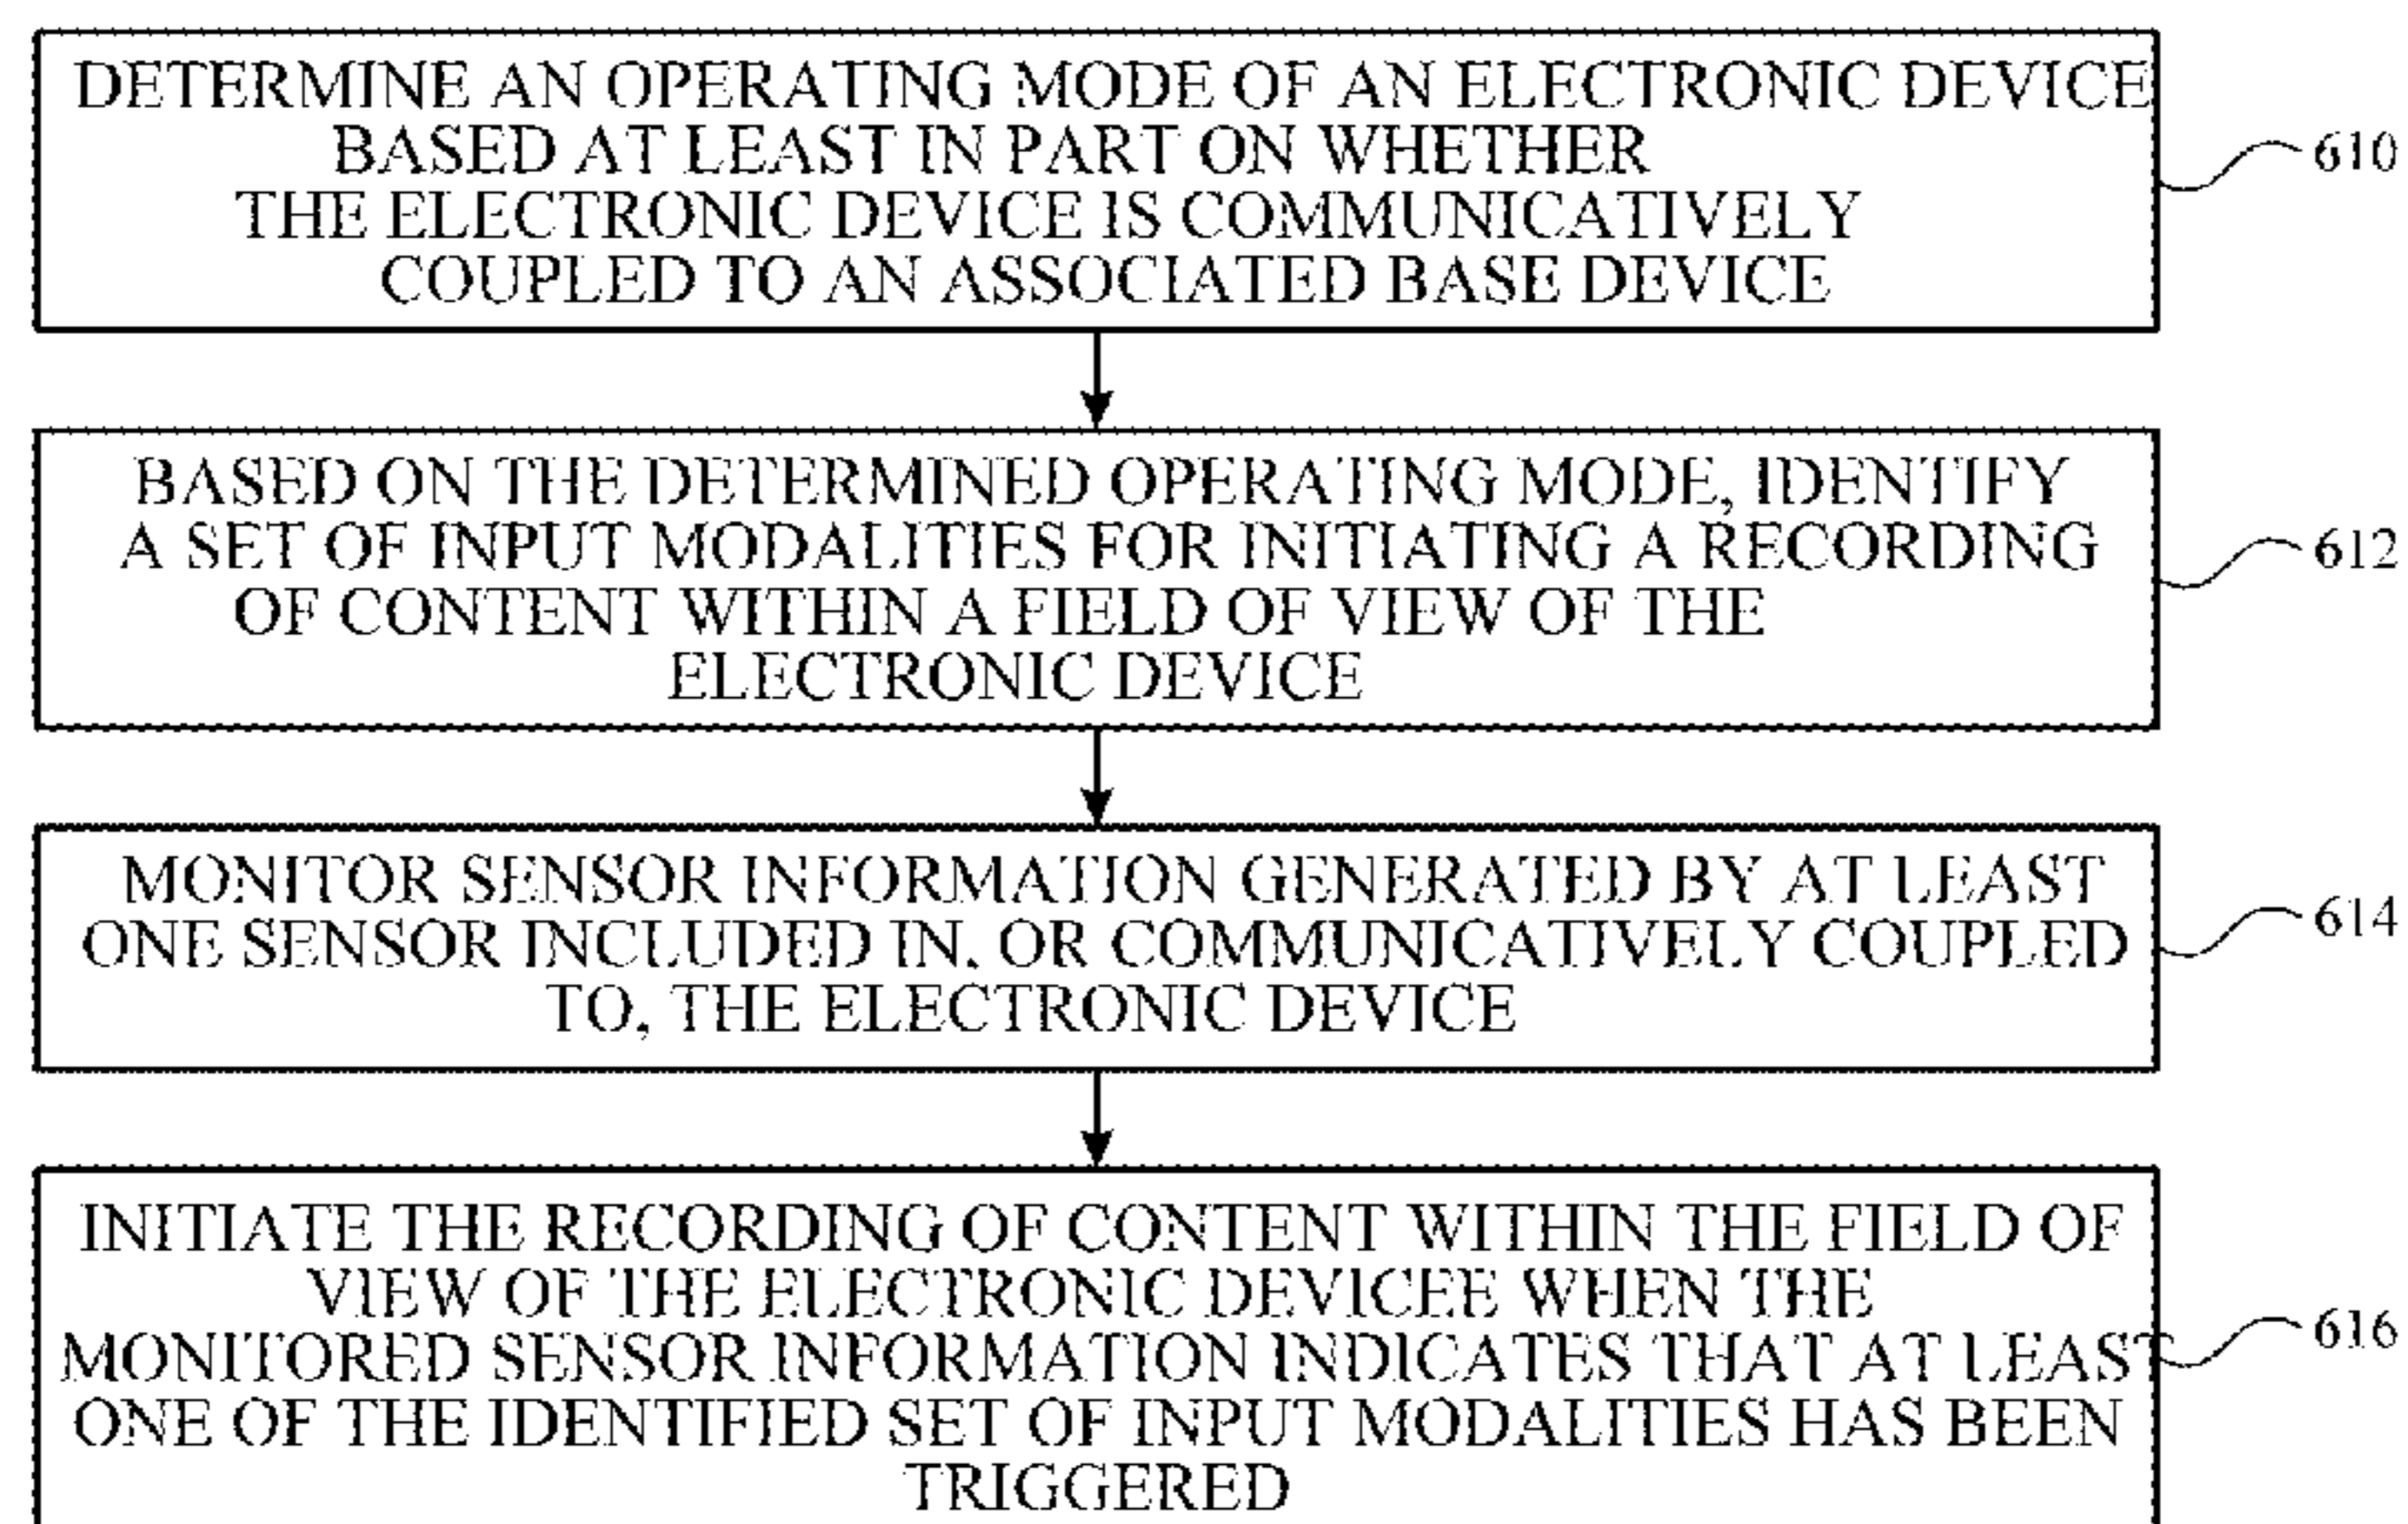 DETERMINE AN OPERATING MODE OF AN ELECTRONIC DEVICE
BASED AT LEAST IN PART ON WHETHER
THE ELECTRONIC DEVICE IS COMMUNICATIVELY
COUPLED TO AN ASSOCIATED BASE DEVICE
610
BASED ON THE DETERMINED OPERATING MODE, IDENTIFY
A SET OF INPUT MODALITIES FOR INITIATING A RECORDING
OF CONTENT WITHIN A FIELD OF VIEW OF THE
ELECTRONIC DEVICE
612
MONITOR SENSOR INFORMATION GENERATED BY AT LEAST
ONE SENSOR INCLUDED IN, OR COMMUNICATIVELY COUPLED
TO, THE ELECTRONIC DEVICE
614
INITIATE THE RECORDING OF CONTENT WITHIN THE FIELD OF
VIEW OF THE ELECTRONIC DEVICEE WHEN THE
MONITORED SENSOR INFORMATION INDICATES THAT AT LEAST
ONE OF THE IDENTIFIED SET OF INPUT MODALITIES HAS BEEN
TRIGGERED
616